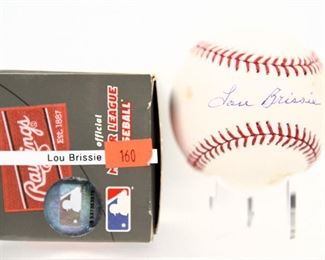 Rawlings
Est. 1887
official
MAJOR LEAGUE
BASEBALL
Lou Brissie
160
Lou Brissie